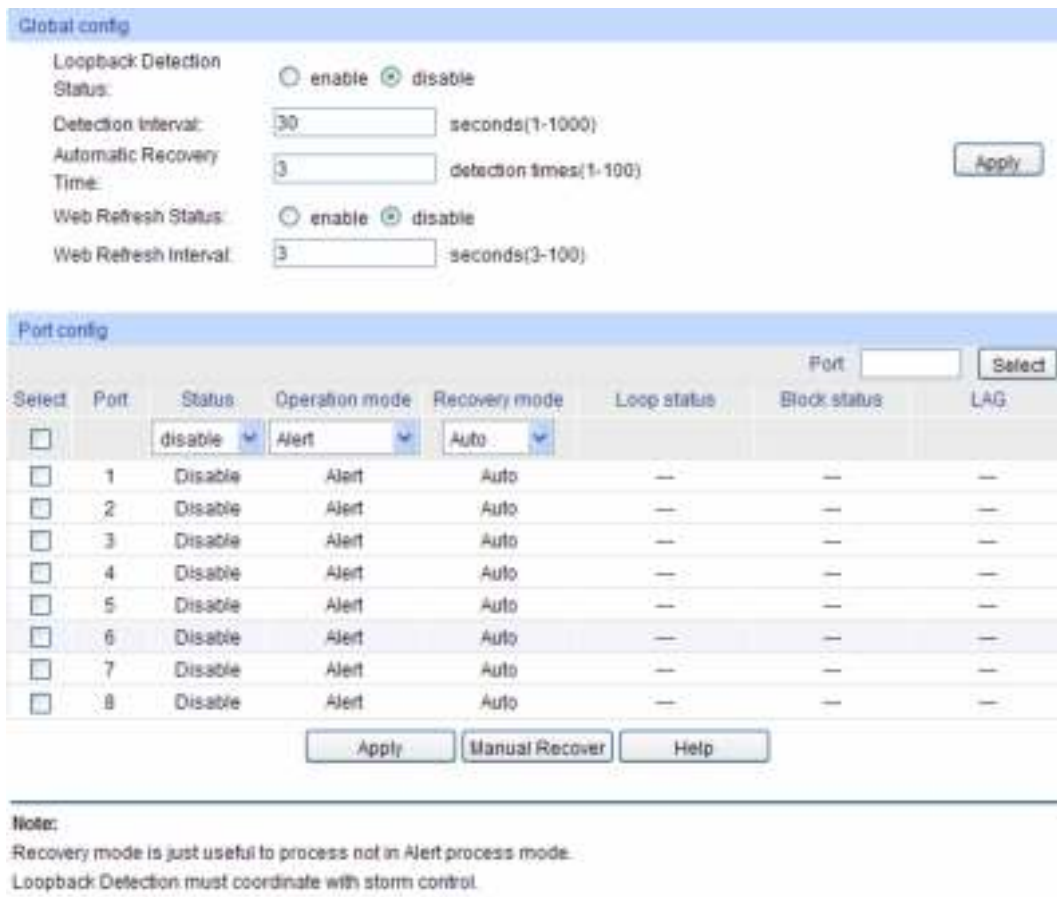 Global config
Loopback Detection
Status:
enable disable
Detection Interval: 30 seconds(1-1000)
Automatic Recovery
Time: 3 detection times(1-100)
Apply
Web Refresh Status: enable disable
Web Refresh Interval: 3 seconds(3-100)
Port config
Port Select
Select Port Status Operation mode Recovery mode Loop status Block status LAG
disable Alert Auto
1 Disable Alert Auto --- --- ---
2 Disable Alert Auto --- --- ---
3 Disable Alert Auto --- --- ---
4 Disable Alert Auto --- --- ---
5 Disable Alert Auto --- --- ---
6 Disable Alert Auto --- --- ---
7 Disable Alert Auto --- --- ---
8 Disable Alert Auto --- --- ---
Apply Manual Recover Help
Note:
Recovery mode is just useful to process not in Alert process mode.
Loopback Detection must coordinate with storm control.